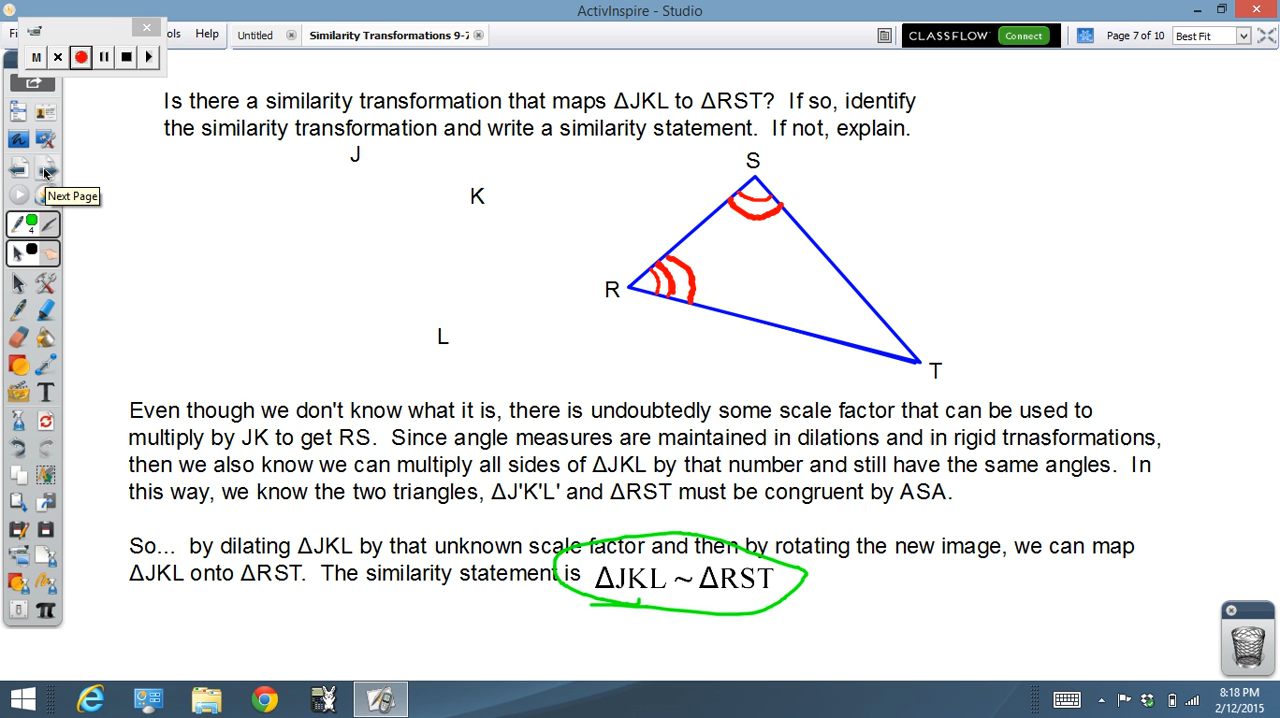 ActivInspire - Studio
Fi
ols
Help
Untitled
Similarity Transformations 9-7
CLASSFLOW
Connect
Page 7 of 10
Best Fit
M
Is there a similarity transformation that maps ΔJKL to ΔRST? If so, identify
the similarity transformation and write a similarity statement. If not, explain.
J
S
K
Next Page
4
R
L
T
Even though we don't know what it is, there is undoubtedly some scale factor that can be used to
multiply by JK to get RS. Since angle measures are maintained in dilations and in rigid trnasformations,
then we also know we can multiply all sides of ΔJKL by that number and still have the same angles. In
this way, we know the two triangles, ΔJ'K'L' and ΔRST must be congruent by ASA.
So... by dilating ΔJKL by that unknown scale factor and then by rotating the new image, we can map
ΔJKL onto ΔRST. The similarity statement is ΔJKL ~ ΔRST
8:18 PM
2/12/2015